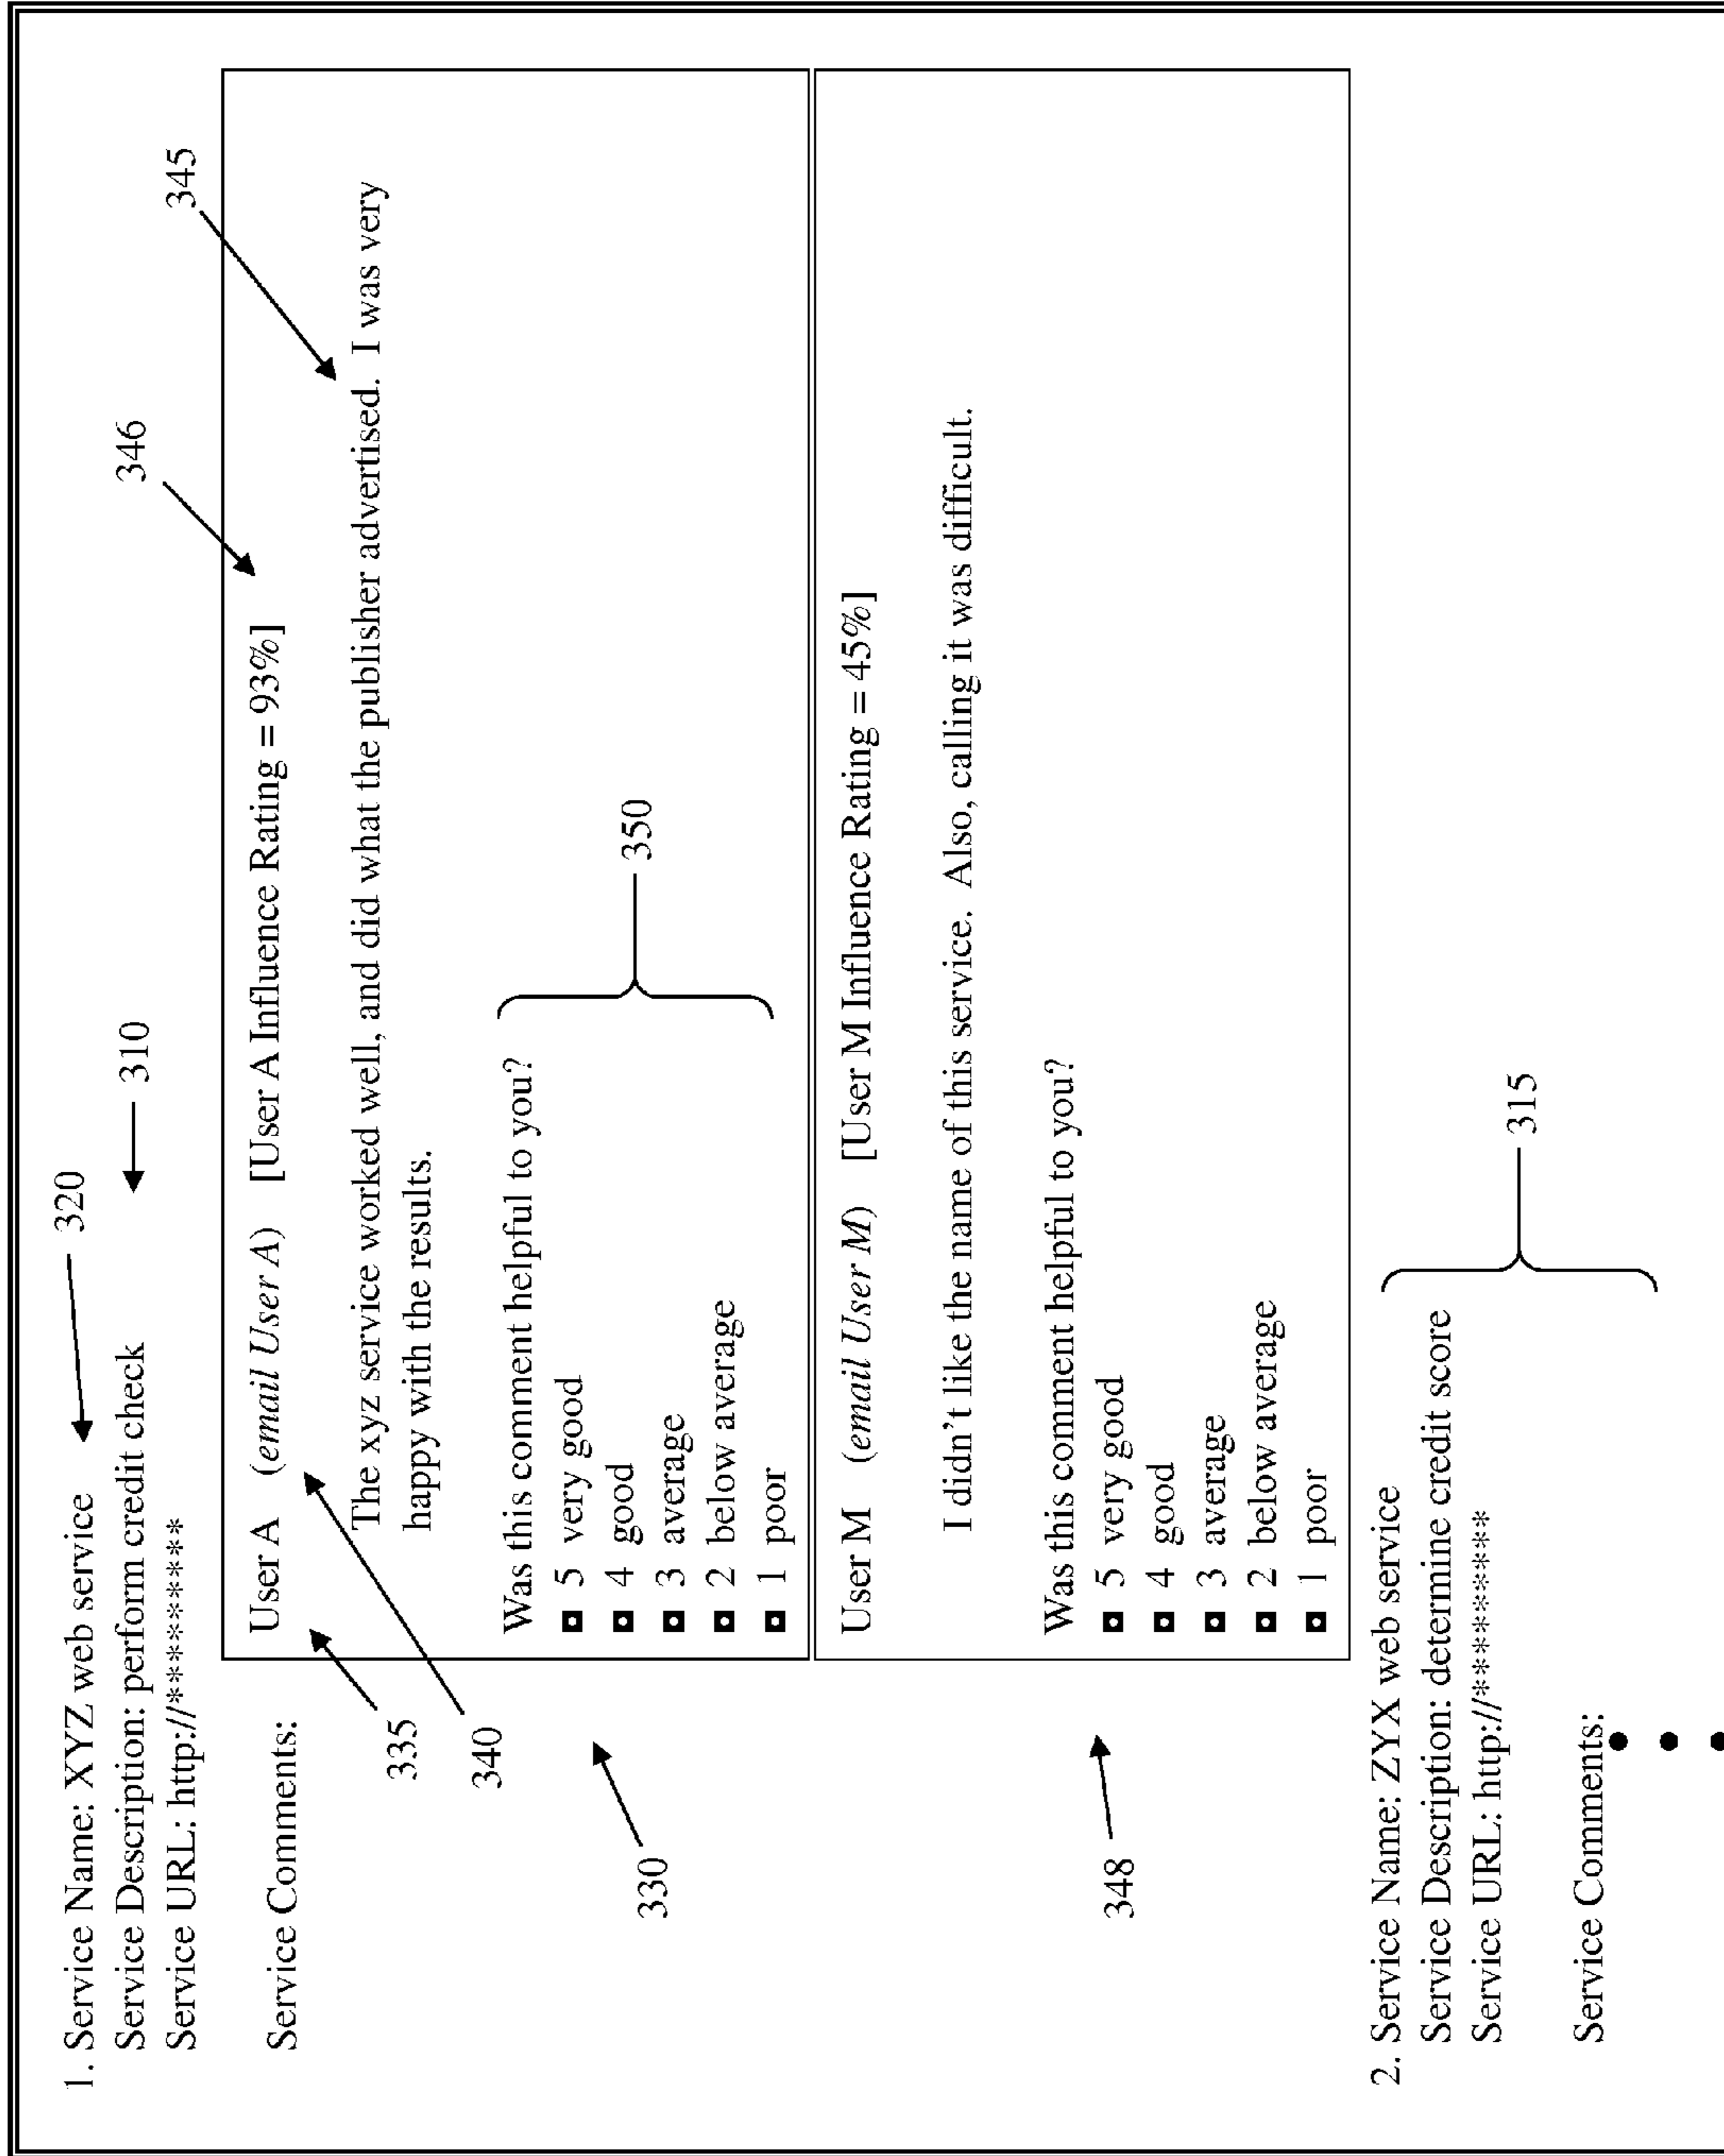 320
1. Service Name: XYZ web service
Service Description: perform credit check
310
Service URL: http://**********
346
345
Service Comments:
User A (email User A) [User A Influence Rating = 93%]
The xyz service worked well, and did what the publisher advertised. I was very
happy with the results.
335
340
Was this comment helpful to you?
5 very good
4 good
3 average
2 below average
1 poor
350
330
User M (email User M) [User M Influence Rating = 45%]
I didn't like the name of this service. Also, calling it was difficult.
Was this comment helpful to you?
5 very good
4 good
3 average
2 below average
1 poor
348
2. Service Name: ZYX web service
Service Description: determine credit score
Service URL: http://**********
315
Service Comments: